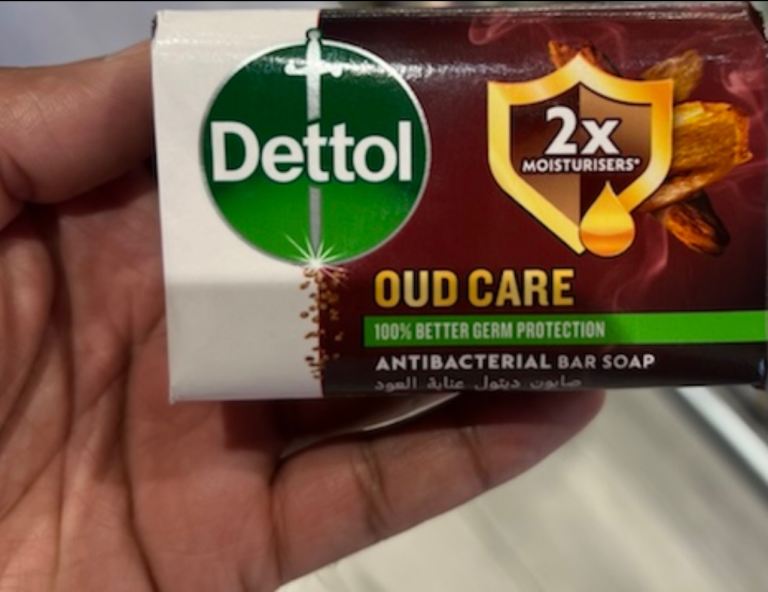 Dettol
2x
MOISTURISERS*
OUD CARE
100% BETTER GERM PROTECTION
ANTIBACTERIAL BAR SOAP
صابون ديتول عناية العود